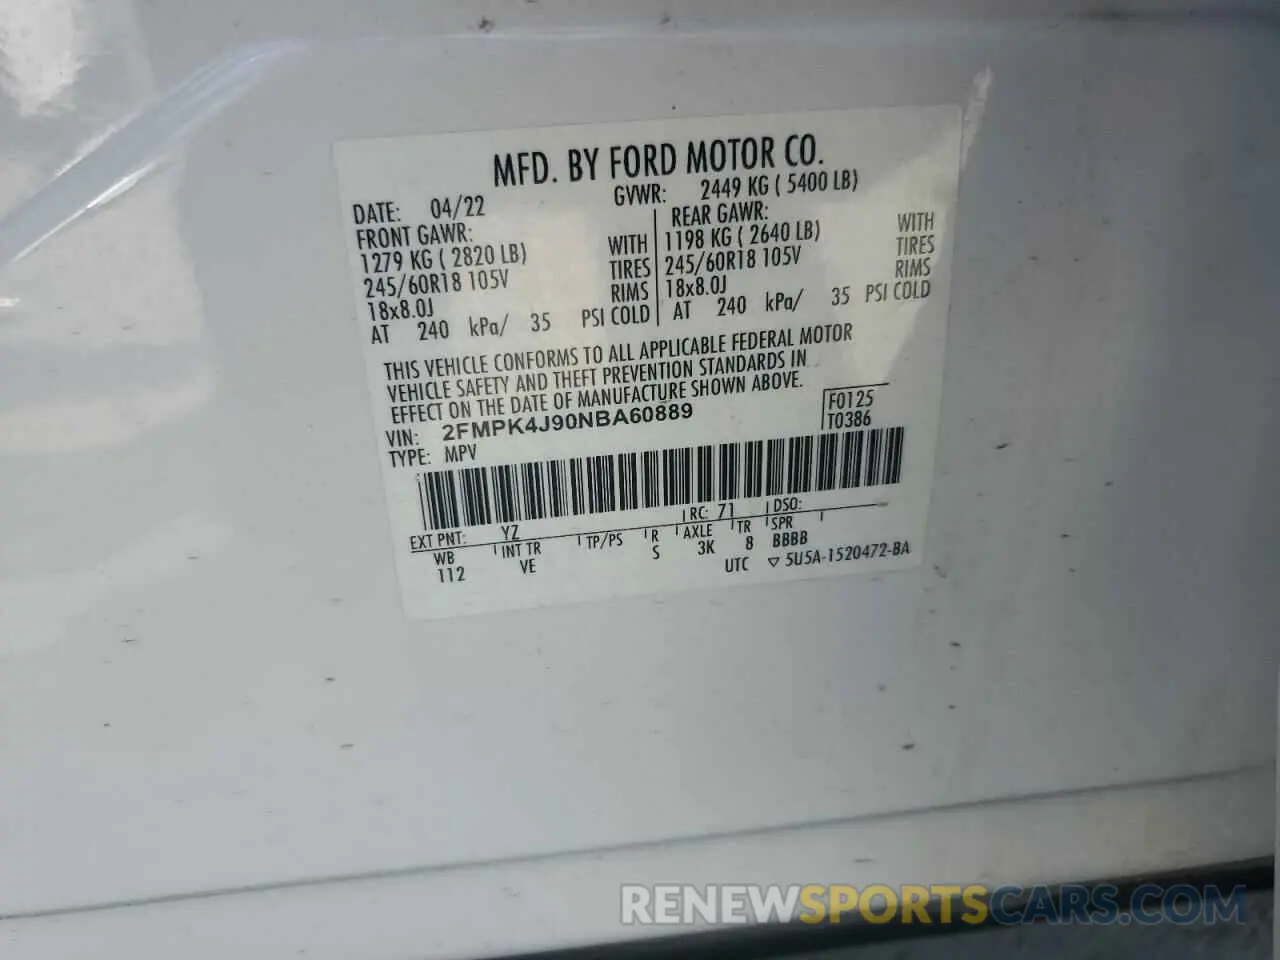 MFD. BY FORD MOTOR CO.
DATE: 04/22 GVWR: 2449 KG ( 5400 LB)
FRONT GAWR: REAR GAWR:
1279 KG ( 2820 LB) WITH 1198 KG ( 2640 LB) WITH
245/60R18 105V TIRES 245/60R18 105V TIRES
18x8.0J RIMS 18x8.0J RIMS
AT 240 kPa/ 35 PSI COLD AT 240 kPa/ 35 PSI COLD
THIS VEHICLE CONFORMS TO ALL APPLICABLE FEDERAL MOTOR
VEHICLE SAFETY AND THEFT PREVENTION STANDARDS IN
EFFECT ON THE DATE OF MANUFACTURE SHOWN ABOVE.
VIN: 2FMPK4J90NBA60889 F0125
TYPE: MPV T0386
EXT PNT: YZ RC: 71 DSO:
WB INT TR TP/PS R AXLE TR SPR
112 VE S 3K 8 BBBB
UTC ▽ 5U5A-1520472-BA
RENEWSPORTSCARS.COM